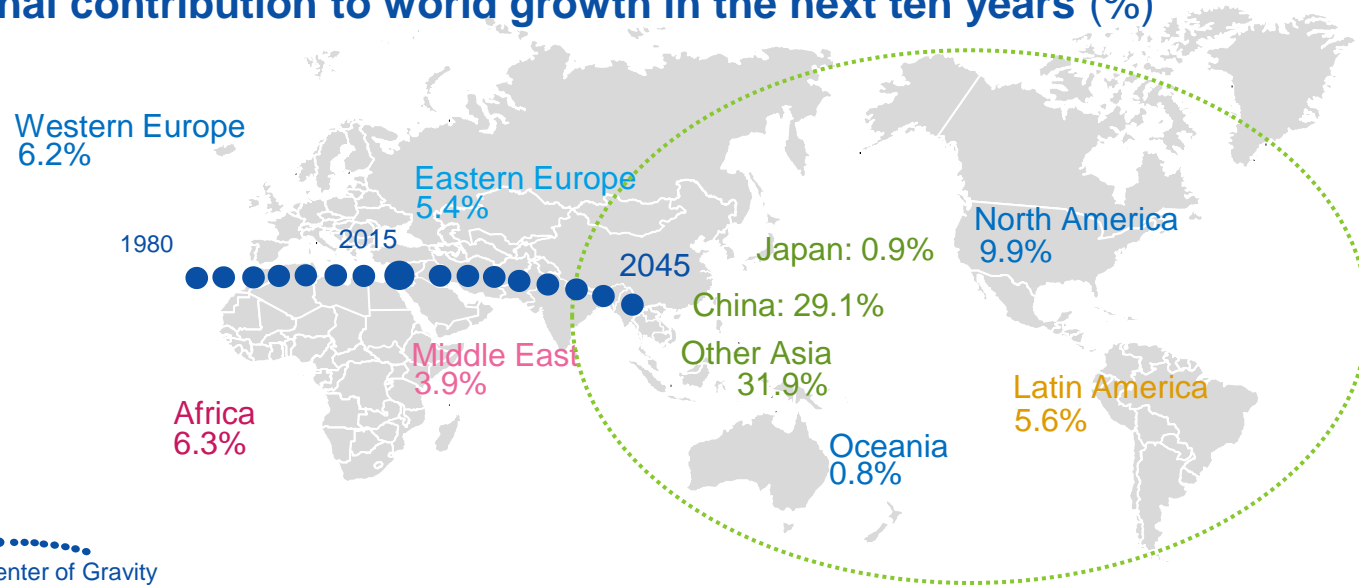 contribution to world growth in the next ten years (%)
Western Europe
6.2%
Eastern Europe
5.4%
1980
2015
2045
Japan: 0.9%
North America
9.9%
China: 29.1%
Other Asia
31.9%
Middle East
3.9%
Latin America
5.6%
Africa
6.3%
Oceania
0.8%
of Gravity